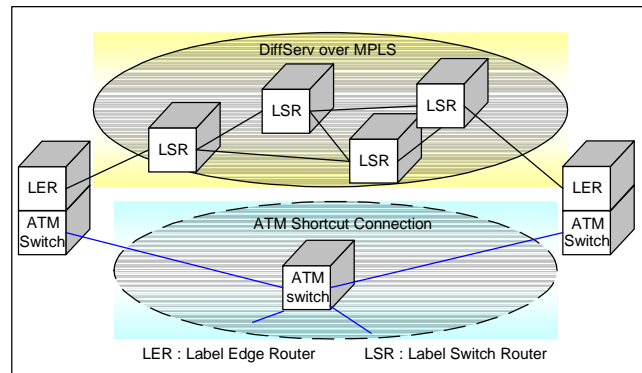 DiffServ over MPLS
LSR
LSR
LSR
LSR
LER
ATM
Switch
LER
ATM
Switch
ATM Shortcut Connection
ATM
switch
LER : Label Edge Router
LSR : Label Switch Router